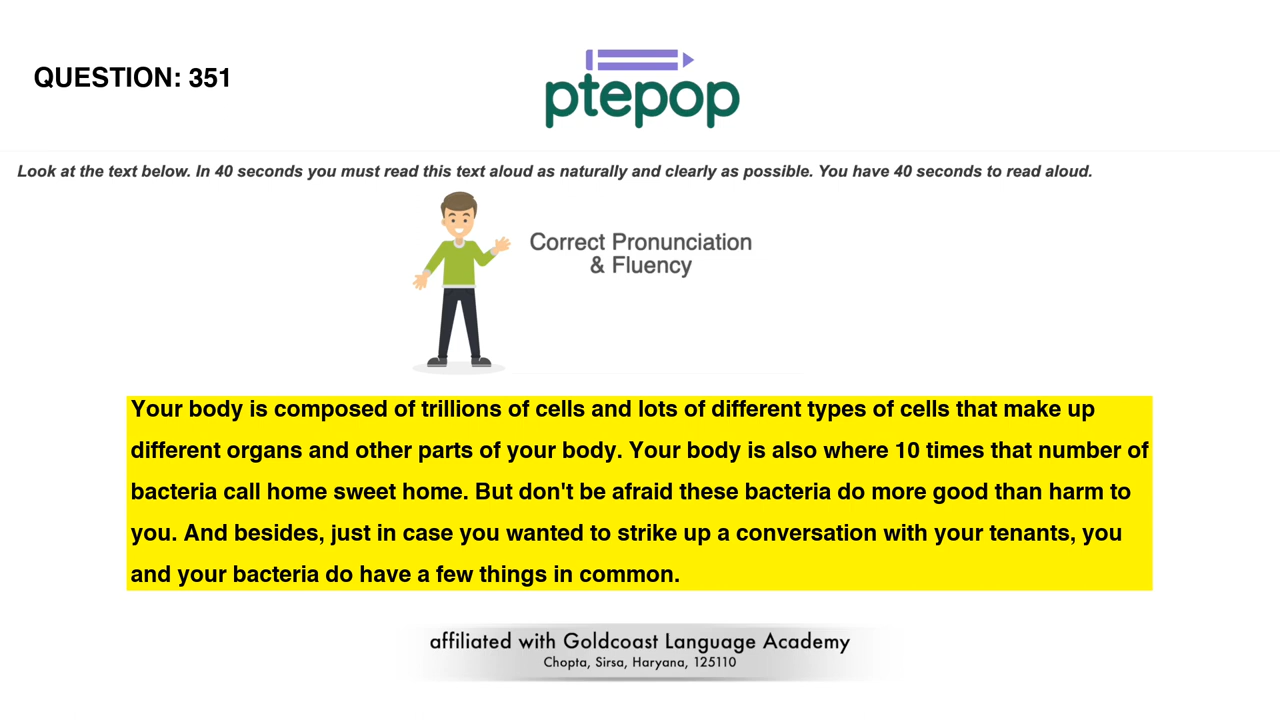 QUESTION: 351
ptepop
Look at the text below. In 40 seconds you must read this text aloud as naturally and clearly as possible. You have 40 seconds to read aloud.
Correct Pronunciation
& Fluency
Your body is composed of trillions of cells and lots of different types of cells that make up
different organs and other parts of your body. Your body is also where 10 times that number of
bacteria call home sweet home. But don't be afraid these bacteria do more good than harm to
you. And besides, just in case you wanted to strike up a conversation with your tenants, you
and your bacteria do have a few things in common.
affiliated with Goldcoast Language Academy
Chopta, Sirsa, Haryana, 125110